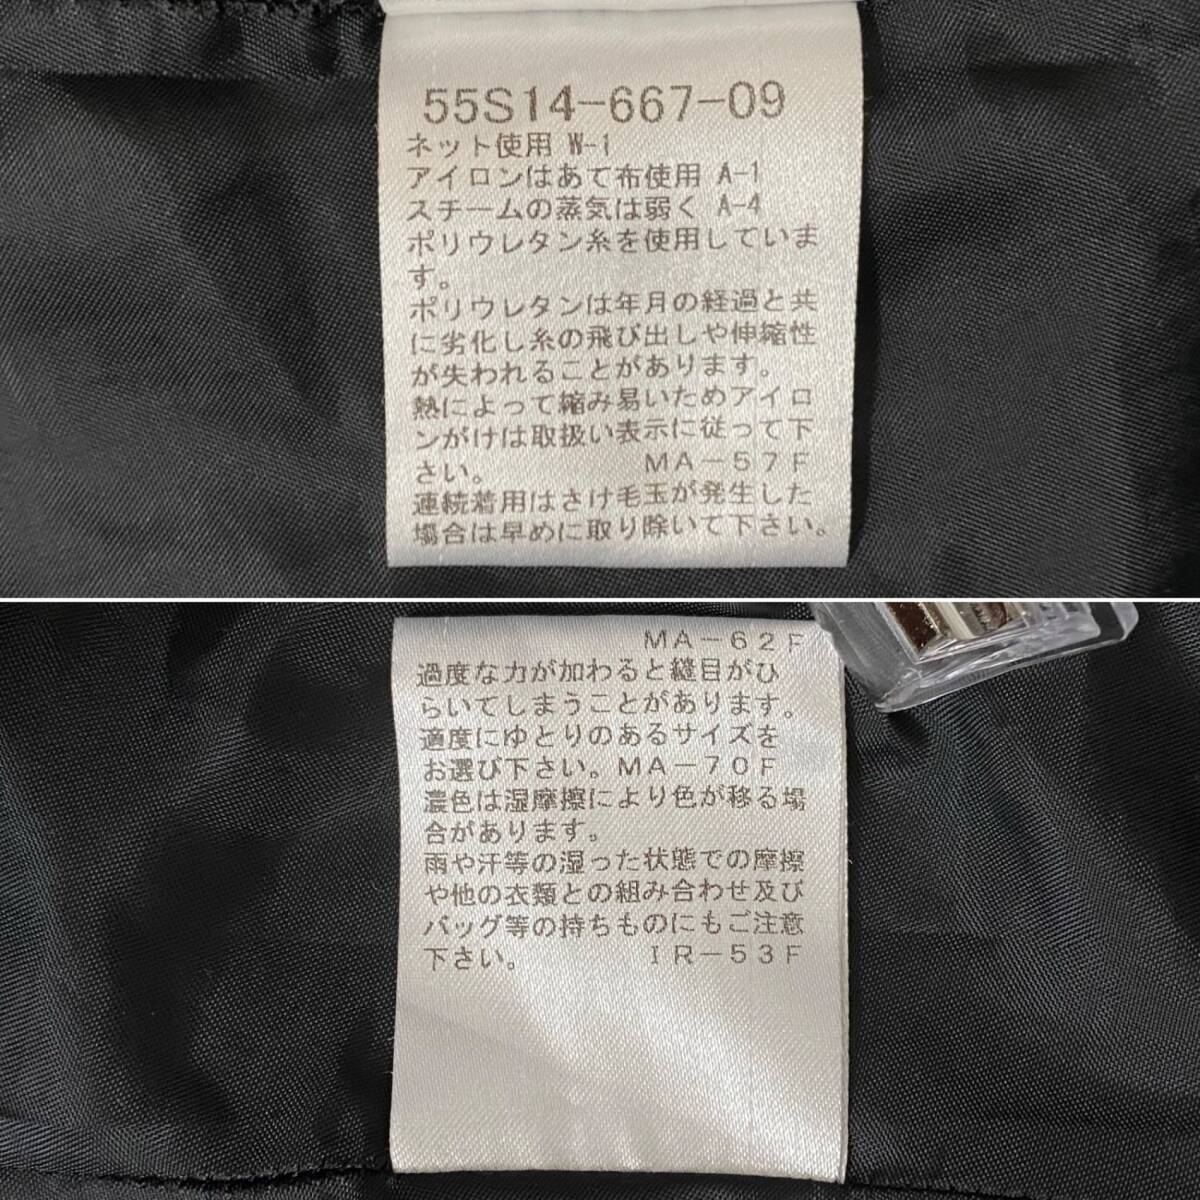 55S14-667-09
ネット使用 W-1
アイロンはあて布使用 A-1
スチームの蒸気は弱く A-4
ポリウレタン糸を使用していま
す。
ポリウレタンは年月の経過と共
に劣化し糸の飛び出しや伸縮性
が失われることがあります。
熱によって縮み易いためアイロ
ンがけは取扱い表示に従って下
さい。 MA-57F
連続着用はさけ毛玉が発生した
場合は早めに取り除いて下さい。
MA-62F
過度な力が加わると縫目がひ
らいてしまうことがあります。
適度にゆとりのあるサイズを
お選び下さい。MA-70F
濃色は湿摩擦により色が移る場
合があります。
雨や汗等の湿った状態での摩擦
や他の衣類との組み合わせ及び
バッグ等の持ちものにもご注意
下さい。 IR-53F